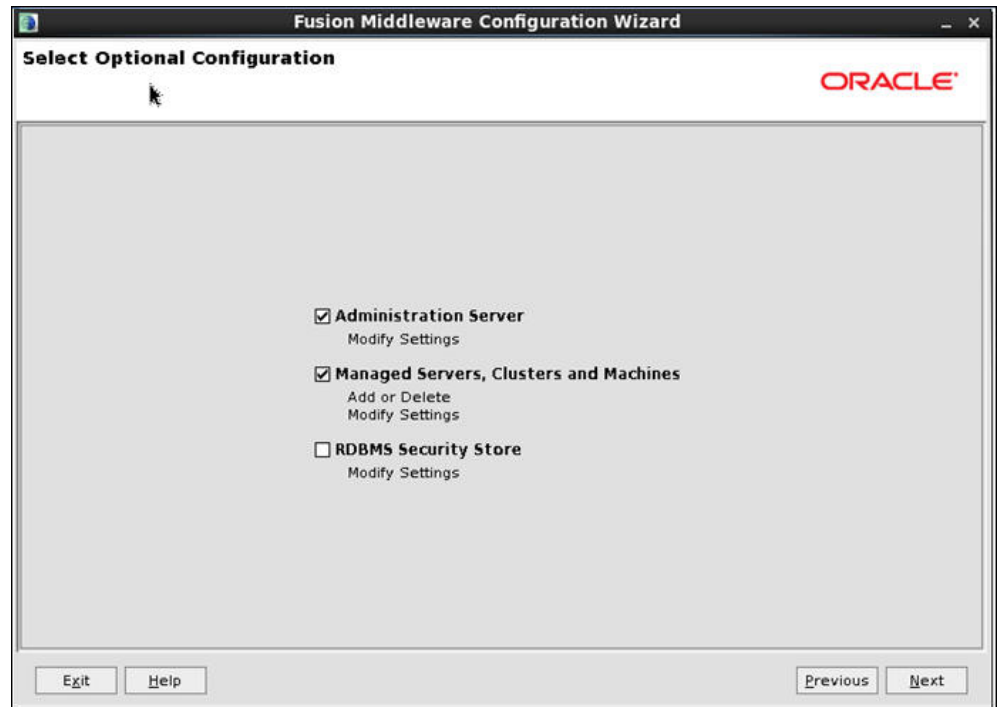 Fusion Middleware Configuration Wizard
Select Optional Configuration
ORACLE
Administration Server
Modify Settings
Managed Servers, Clusters and Machines
Add or Delete
Modify Settings
RDBMS Security Store
Modify Settings
Exit Help Previous Next